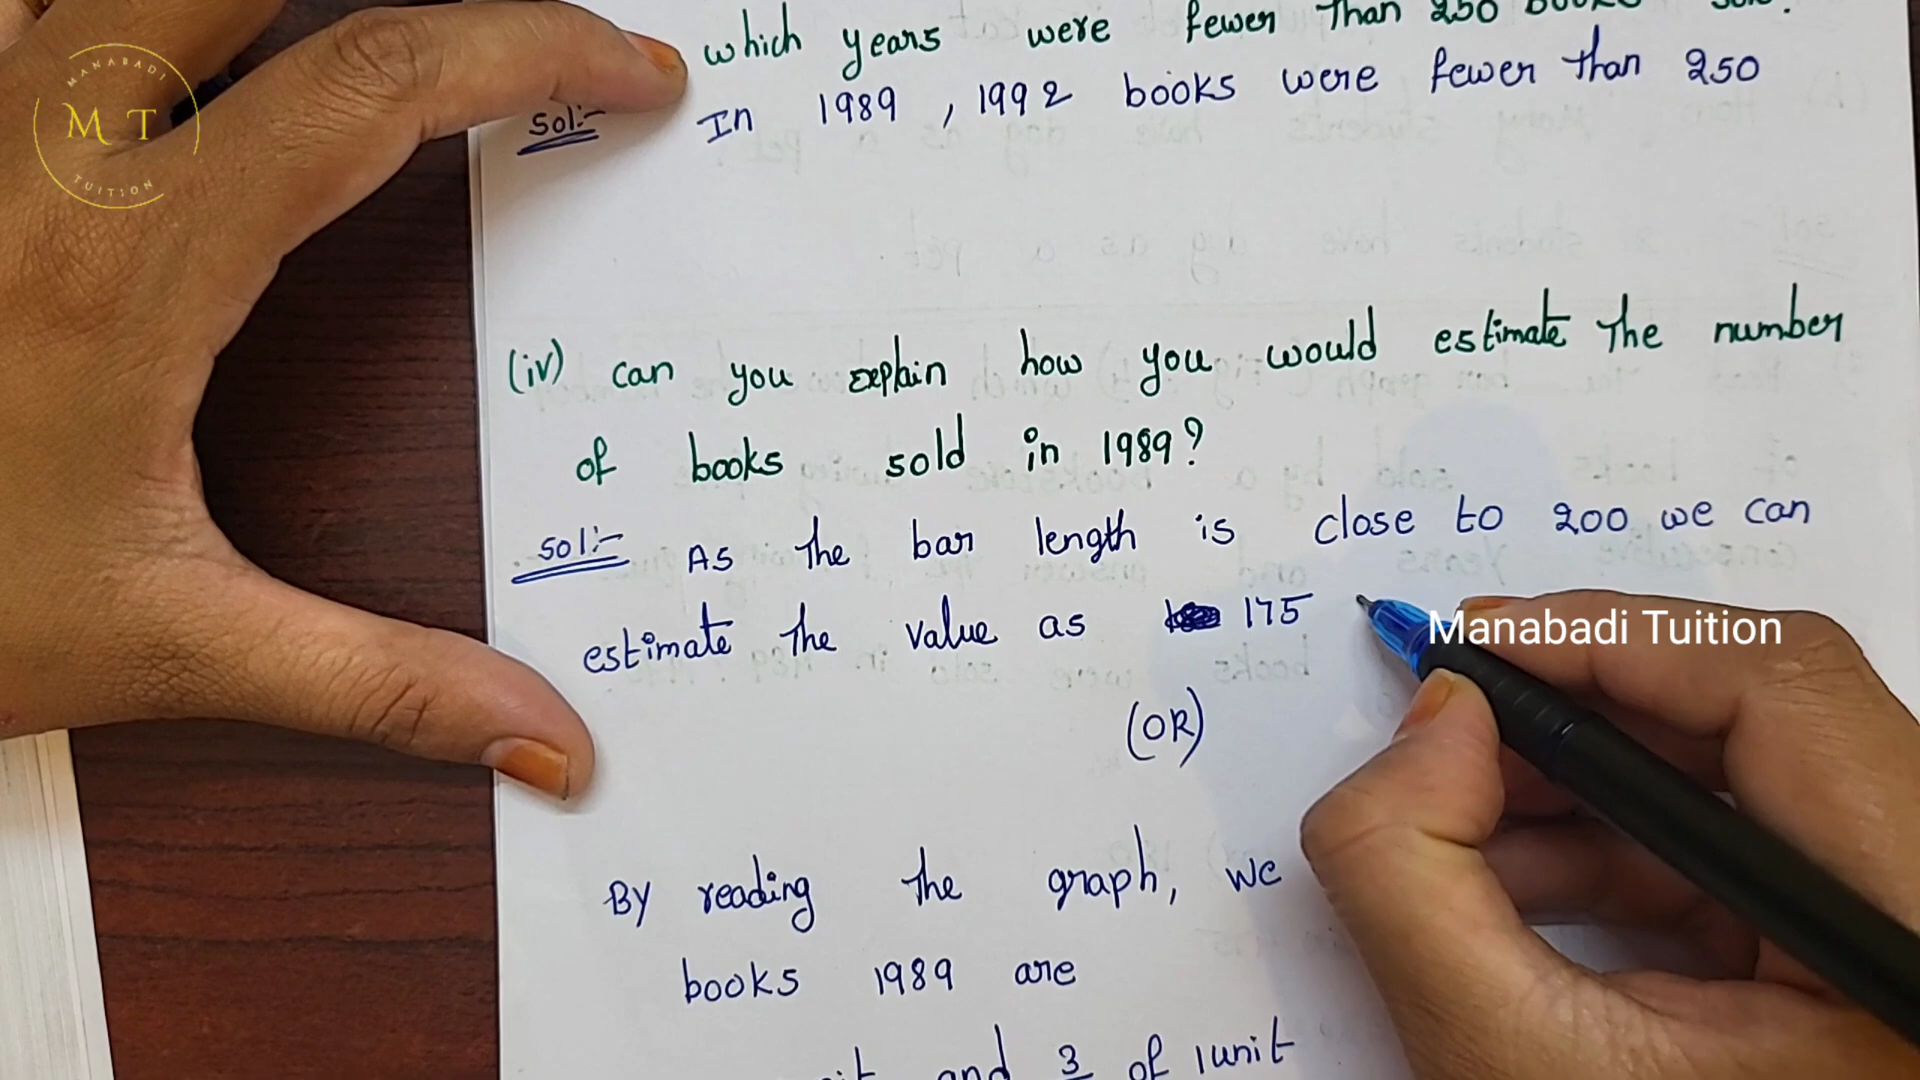 MANABADI
M T
TUITION
which years were fewer than 250 books sold?
Sol:- In 1989, 1992 books were fewer than 250
(iv) can you explain how you would estimate the number
of books sold in 1989?
Sol:- As the bar length is close to 200 we can
estimate the value as 175
Manabadi Tuition
(OR)
By reading the graph, we
books 1989 are
and 3 of 1unit